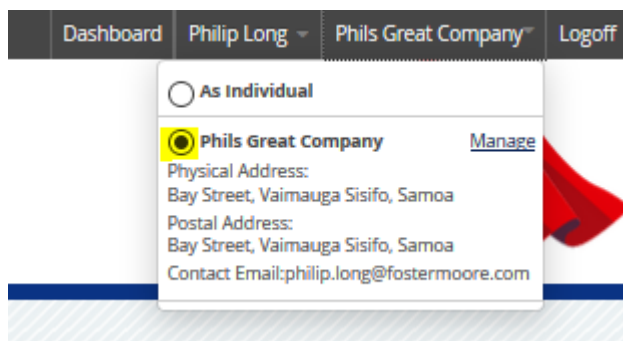 Dashboard Philip Long Phils Great Company Logoff
As Individual
Phils Great Company Manage
Physical Address:
Bay Street, Vaimauga Sisifo, Samoa
Postal Address:
Bay Street, Vaimauga Sisifo, Samoa
Contact Email:philip.long@fostermoore.com